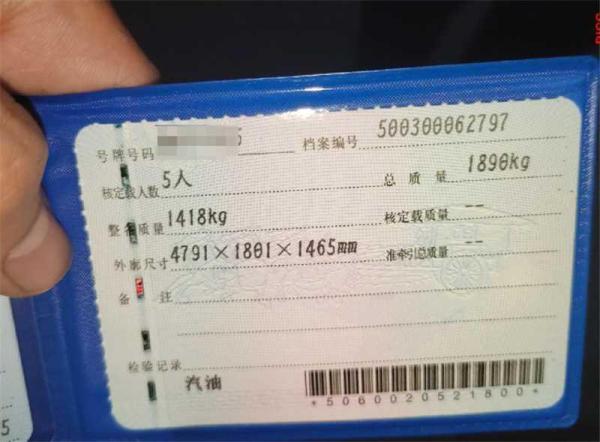 号牌号码 5 档案编号 500300062797
核定载人数 5人 总质量 1890kg
整备质量 1418kg 核定载质量 --
外廓尺寸 4791×1801×1465mm 准牵引总质量 --
备注
检验记录
汽油
*5060020521800*
5